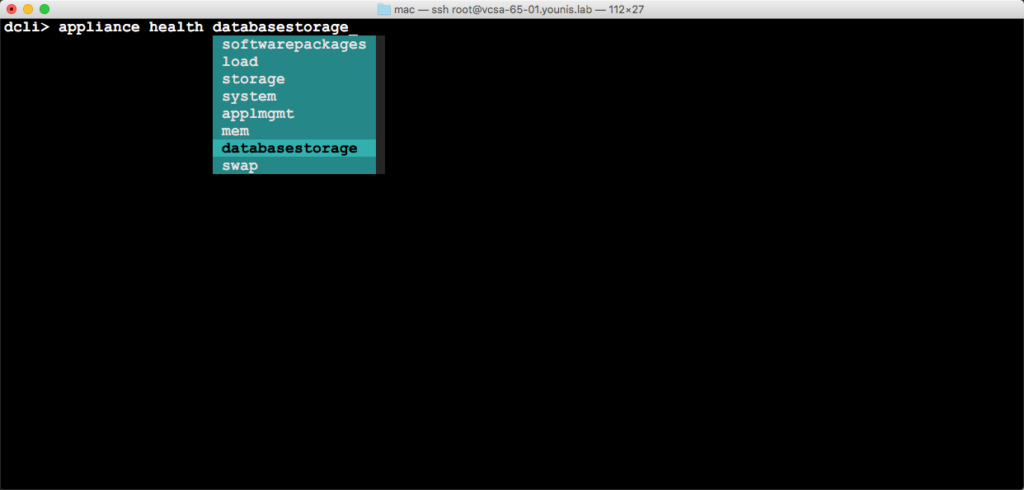 mac — ssh root@vcsa-65-01.younis.lab — 112×27
dcli> appliance health databasestorage_
softwarepackages
load
storage
system
applmgmt
mem
databasestorage
swap